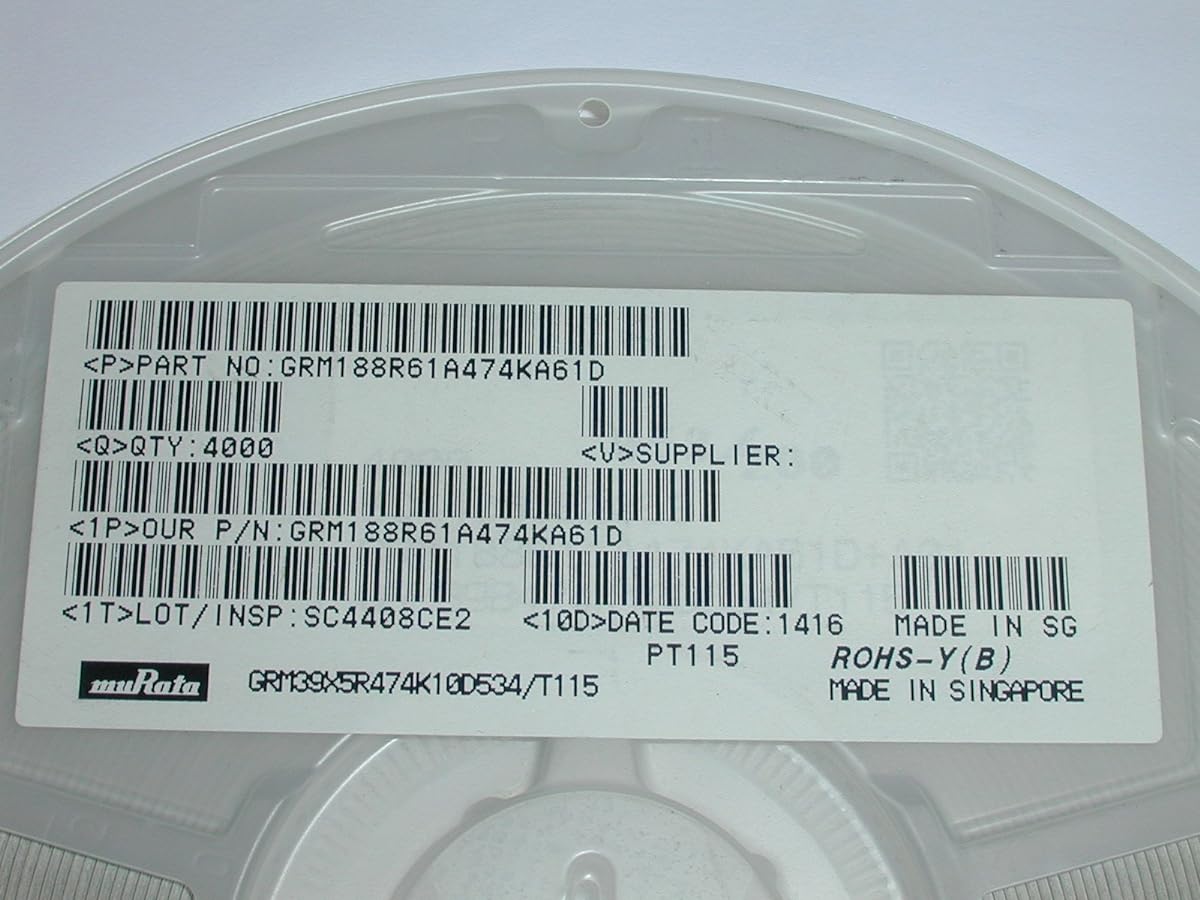 <P>PART NO:GRM188R61A474KA61D
<Q>QTY:4000
<V>SUPPLIER:
<1P>OUR P/N:GRM188R61A474KA61D
<1T>LOT/INSP:SC4408CE2
<10D>DATE CODE:1416
MADE IN SG
PT115
ROHS-Y(B)
muRata
GRM39X5R474K10D534/T115
MADE IN SINGAPORE